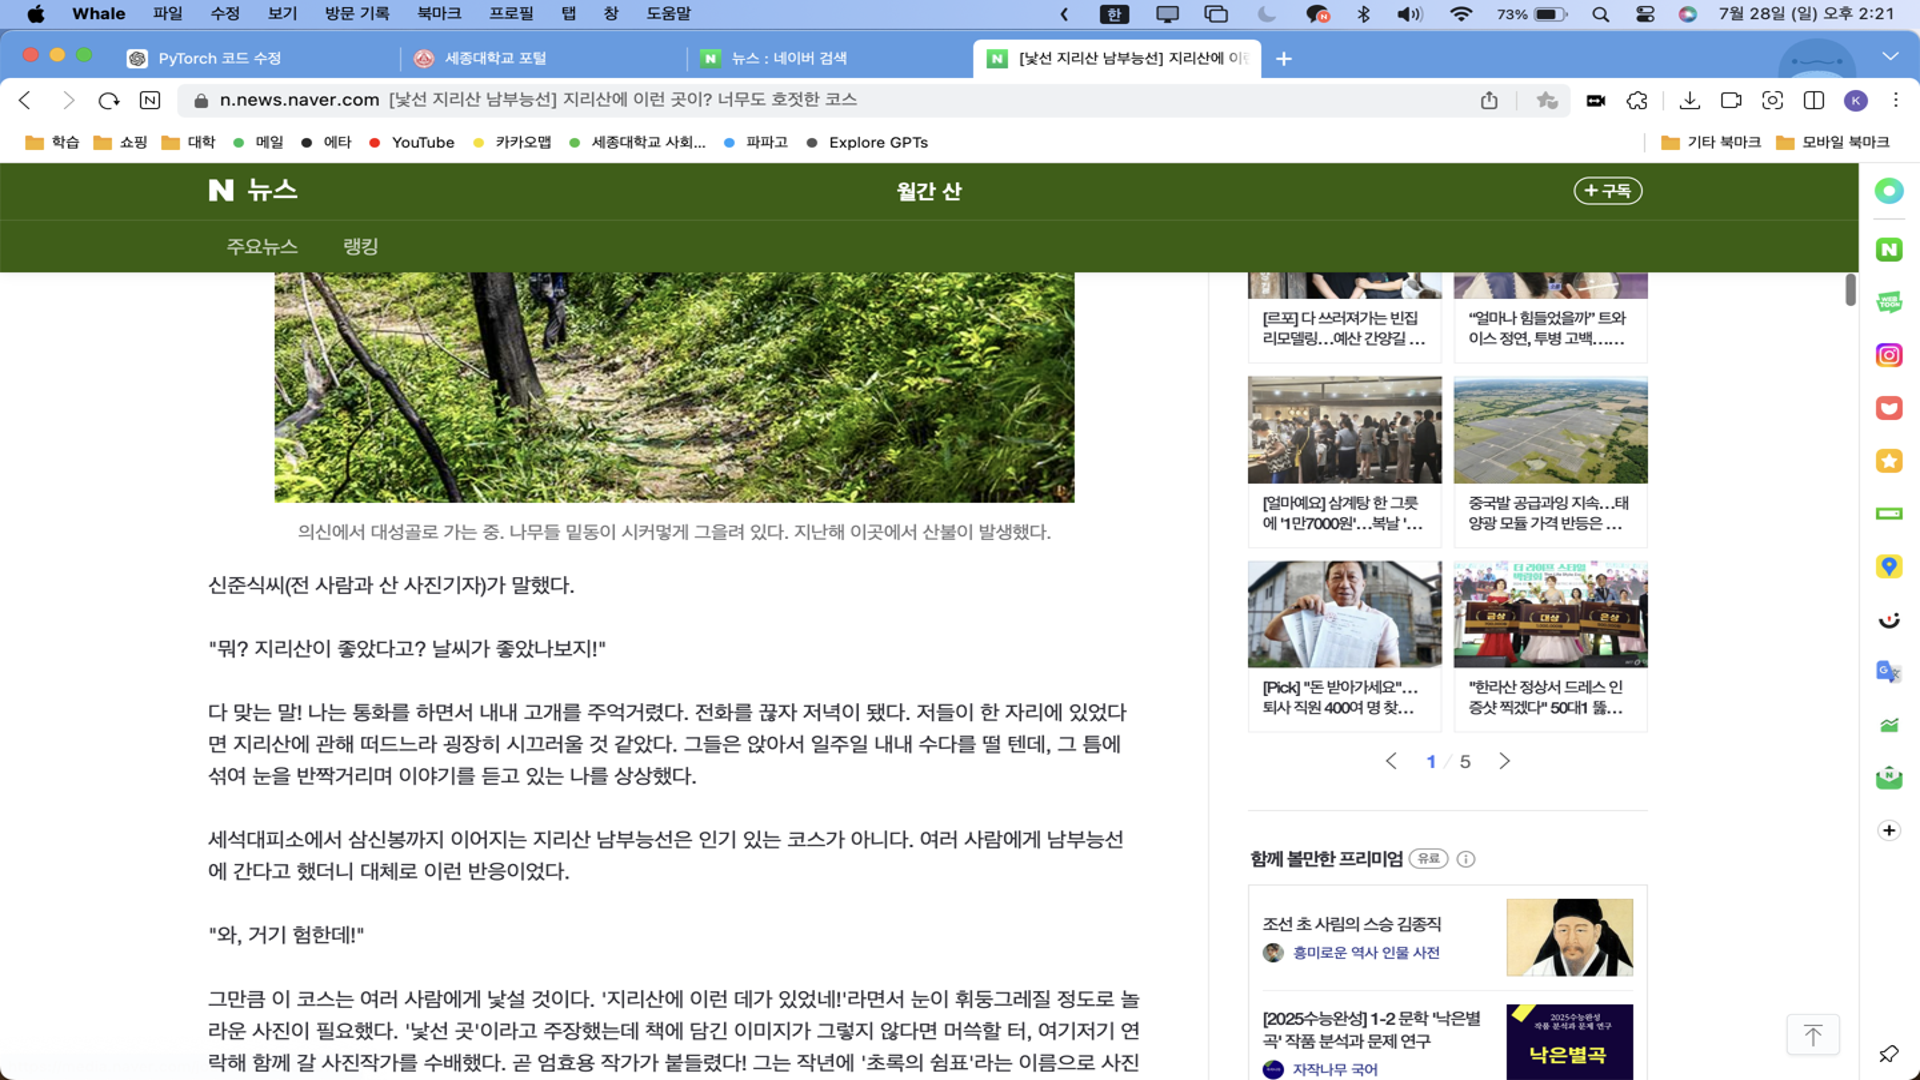 Whale 파일 수정 보기 방문 기록 북마크 프로필 탭 창 도움말 한 73% 7월 28일 (일) 오후 2:21
PyTorch 코드 수정 세종대학교 포털 뉴스 : 네이버 검색 [낯선 지리산 남부능선] 지리산에 이런
n.news.naver.com [낯선 지리산 남부능선] 지리산에 이런 곳이? 너무도 호젓한 코스 K
학습 쇼핑 대학 메일 에타 YouTube 카카오맵 세종대학교 사회... 파파고 Explore GPTs 기타 북마크 모바일 북마크
N 뉴스 월간 산 + 구독
주요뉴스 랭킹
의신에서 대성골로 가는 중. 나무들 밑동이 시커멓게 그을려 있다. 지난해 이곳에서 산불이 발생했다.
신준식씨(전 사람과 산 사진기자)가 말했다.
"뭐? 지리산이 좋았다고? 날씨가 좋았나보지!"
다 맞는 말! 나는 통화를 하면서 내내 고개를 주억거렸다. 전화를 끊자 저녁이 됐다. 저들이 한 자리에 있었다
면 지리산에 관해 떠드느라 굉장히 시끄러울 것 같았다. 그들은 앉아서 일주일 내내 수다를 떨 텐데, 그 틈에
섞여 눈을 반짝거리며 이야기를 듣고 있는 나를 상상했다.
세석대피소에서 삼신봉까지 이어지는 지리산 남부능선은 인기 있는 코스가 아니다. 여러 사람에게 남부능선
에 간다고 했더니 대체로 이런 반응이었다.
"와, 거기 험한데!"
그만큼 이 코스는 여러 사람에게 낯설 것이다. '지리산에 이런 데가 있었네!'라면서 눈이 휘둥그레질 정도로 놀
라운 사진이 필요했다. '낯선 곳'이라고 주장했는데 책에 담긴 이미지가 그렇지 않다면 머쓱할 터, 여기저기 연
락해 함께 갈 사진작가를 수배했다. 곧 엄효용 작가가 붙들렸다! 그는 작년에 '초록의 쉼표'라는 이름으로 사진
[르포] 다 쓰러져가는 빈집
리모델링...예산 간양길 ...
“얼마나 힘들었을까” 트와
이스 정연, 투병 고백......
[얼마예요] 삼계탕 한 그릇
에 '1만7000원'...복날 '...
중국발 공급과잉 지속...태
양광 모듈 가격 반등은 ...
더 라이프 스타일
박람회
금상 대상 은상
[Pick] "돈 받아가세요"...
퇴사 직원 400여 명 찾...
"한라산 정상서 드레스 인
증샷 찍겠다" 50대1 뚫...
1 / 5
함께 볼만한 프리미엄 유료
조선 초 사림의 스승 김종직
흥미로운 역사 인물 사전
[2025수능완성] 1-2 문학 '낙은별
곡' 작품 분석과 문제 연구
자작나무 국어
2025수능완성
작품 분석과 문제 연구
낙은별곡
WEB
TOON